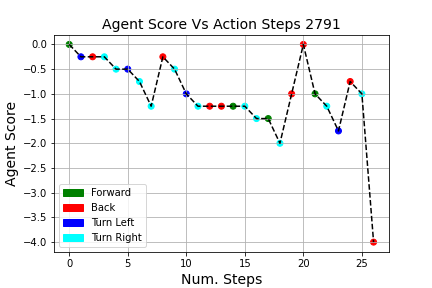 Agent Score Vs Action Steps 2791
0.0
−0.5
−1.0
−1.5
−2.0
−2.5
−3.0
−3.5
−4.0
Agent Score
Forward
Back
Turn Left
Turn Right
0 5 10 15 20 25
Num. Steps